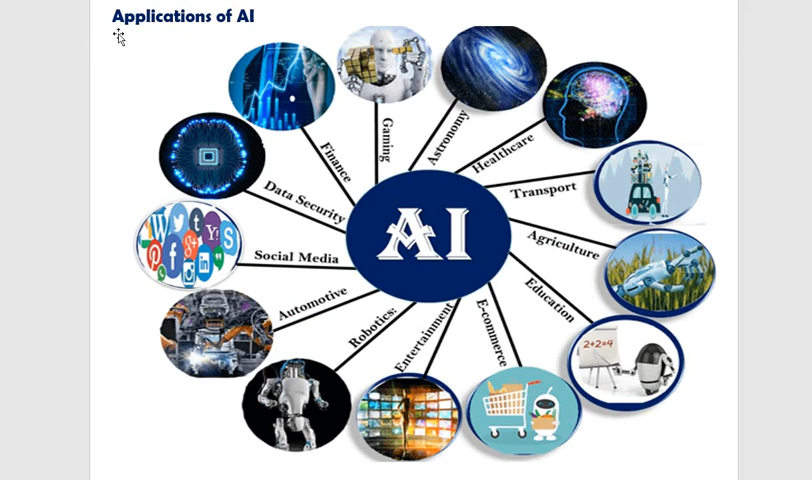 Applications of AI
AI
Gaming
Astronomy
Healthcare
Transport
Agriculture
Education
E-commerce
Entertainment
Robotics:
Automotive
Social Media
Data Security
Finance
2+2=4
W
t
Y!
S
P
f
g+
in